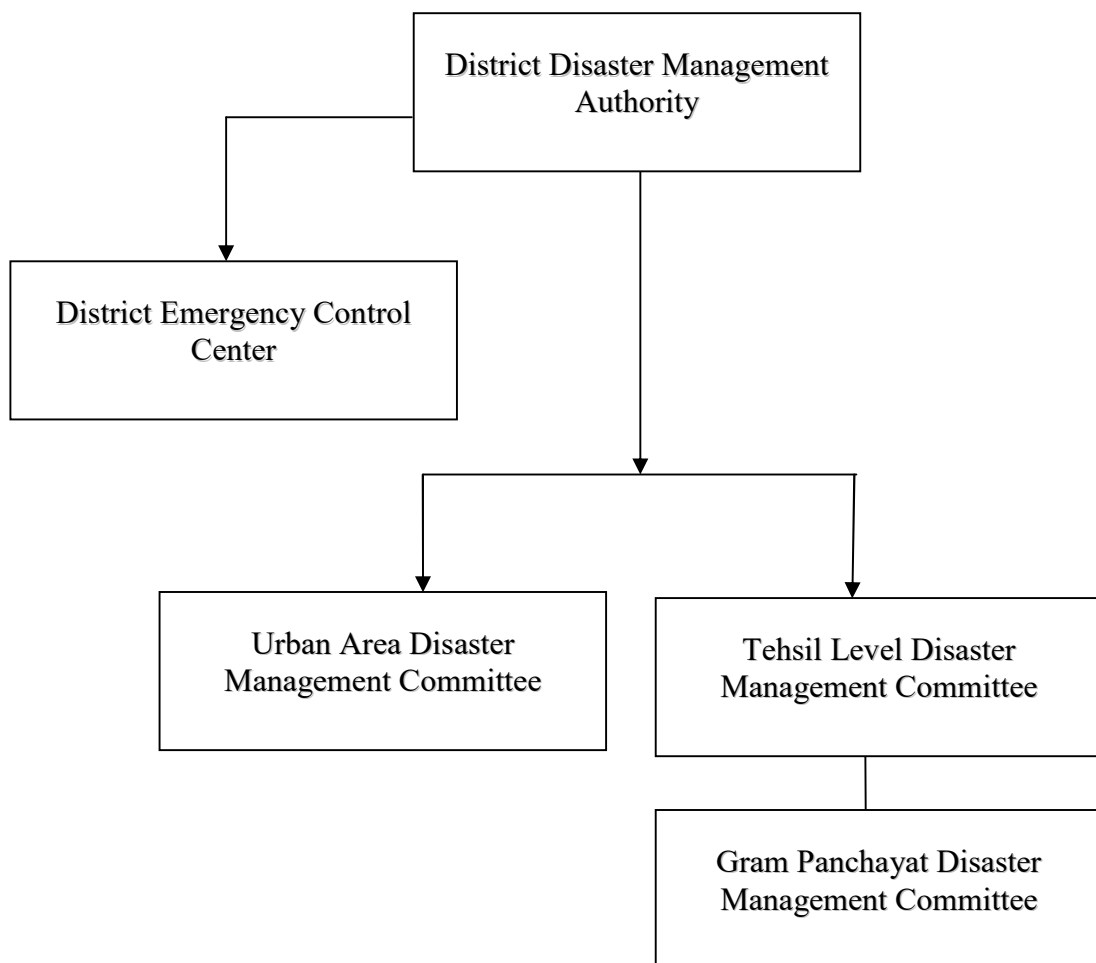 District Disaster Management
Authority
District Emergency Control
Center
Urban Area Disaster
Management Committee
Tehsil Level Disaster
Management Committee
Gram Panchayat Disaster
Management Committee